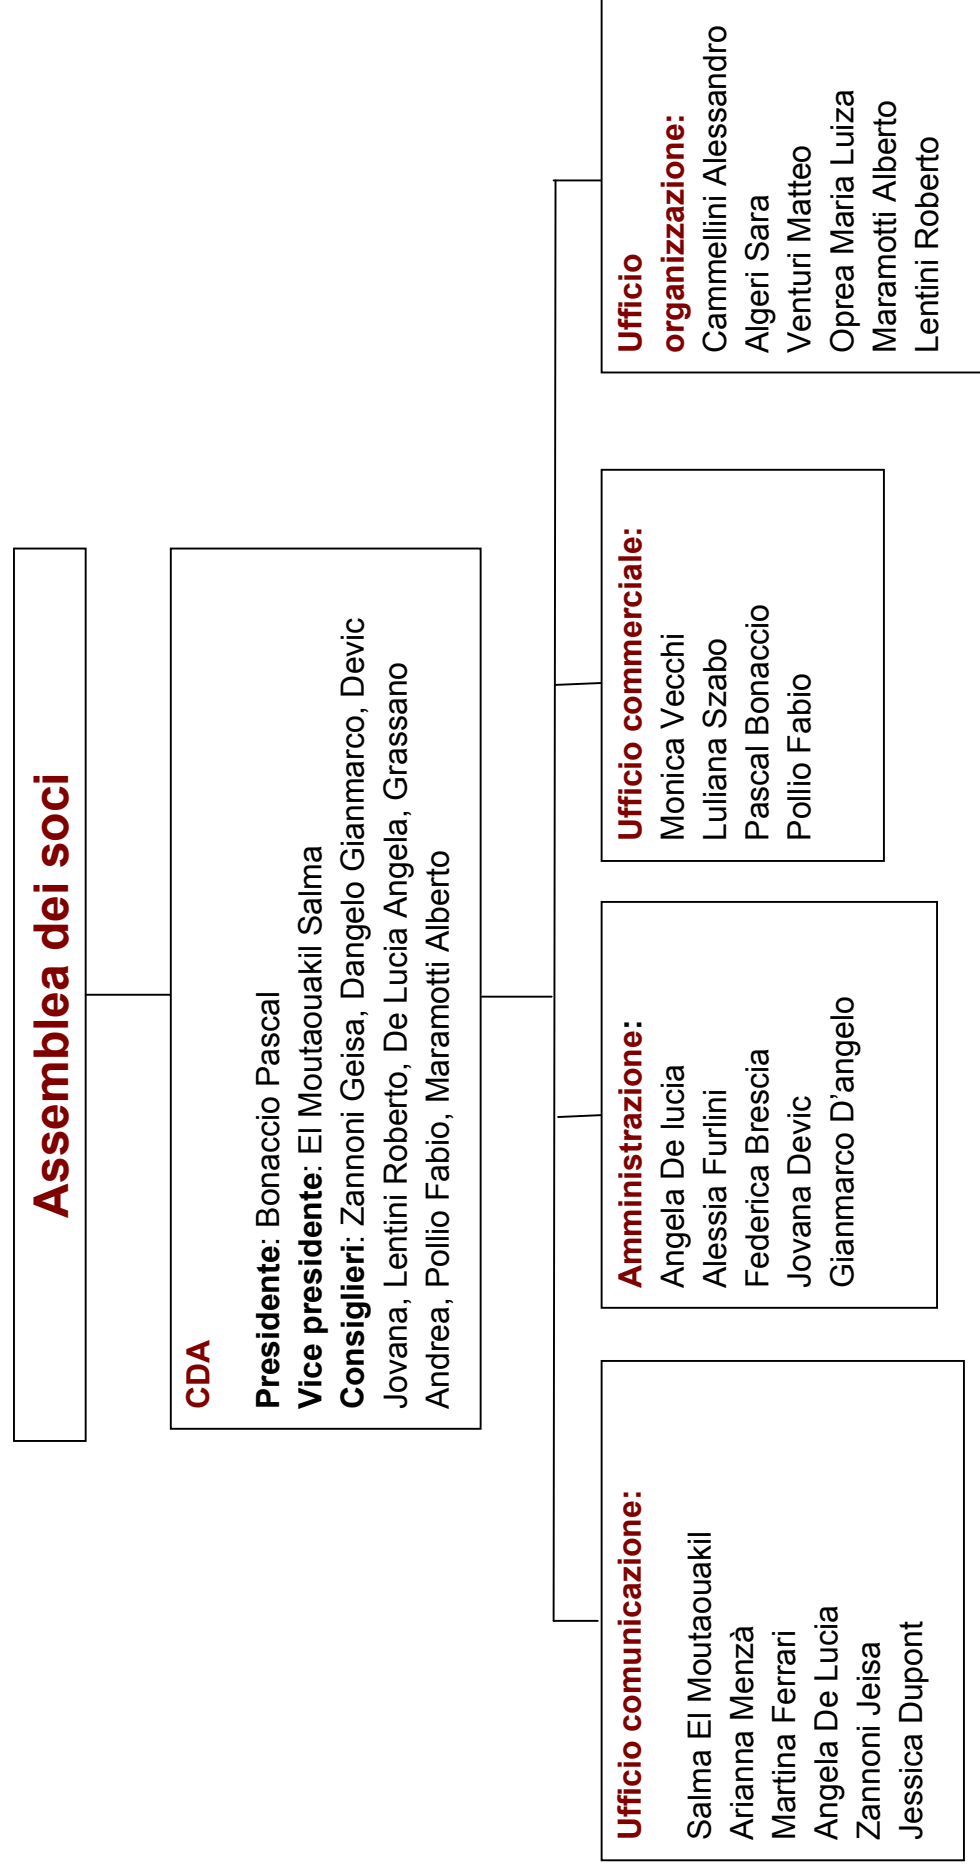 Assemblea dei soci
CDA
Presidente: Bonaccio Pascal
Vice presidente: El Moutaouakil Salma
Consiglieri: Zannoni Geisa, Dangelo Gianmarco, Devic
Jovana, Lentini Roberto, De Lucia Angela, Grassano
Andrea, Pollio Fabio, Maramotti Alberto
Ufficio comunicazione:
Salma El Moutaouakil
Arianna Menzà
Martina Ferrari
Angela De Lucia
Zannoni Jeisa
Jessica Dupont
Amministrazione:
Angela De lucia
Alessia Furlini
Federica Brescia
Jovana Devic
Gianmarco D’angelo
Ufficio commerciale:
Monica Vecchi
Luliana Szabo
Pascal Bonaccio
Pollio Fabio
Ufficio
organizzazione:
Cammellini Alessandro
Algeri Sara
Venturi Matteo
Oprea Maria Luiza
Maramotti Alberto
Lentini Roberto